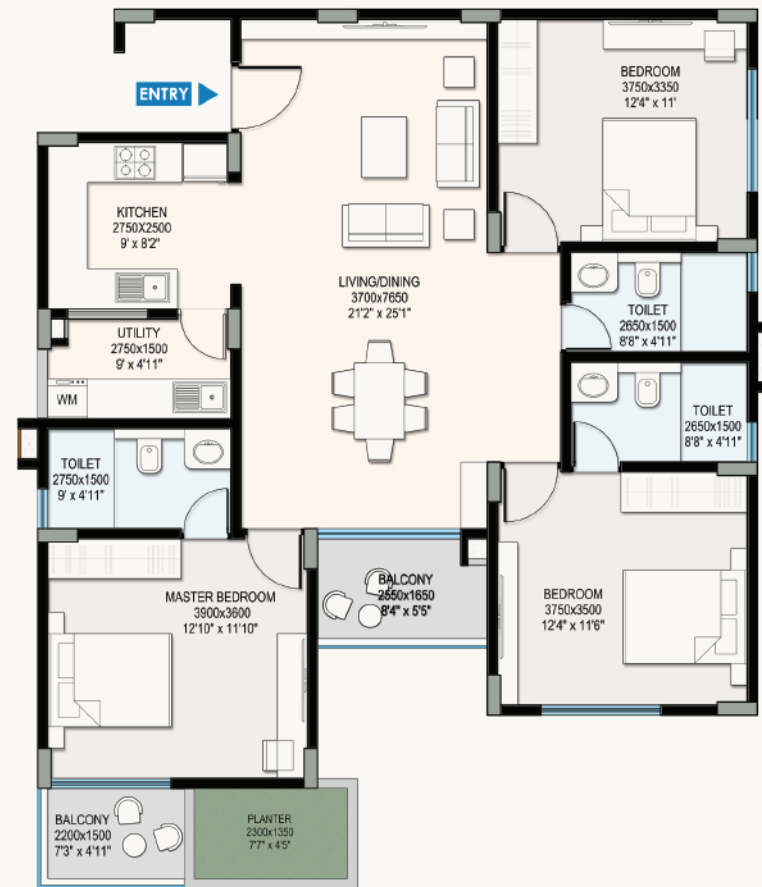 ENTRY
BEDROOM
3750x3350
12'4" x 11'
KITCHEN
2750X2500
9' x 8'2"
LIVING/DINING
3700x7650
21'2" x 25'1"
TOILET
2650x1500
8'8" x 4'11"
UTILITY
2750x1500
9' x 4'11"
WM
TOILET
2650x1500
8'8" x 4'11"
TOILET
2750x1500
9' x 4'11"
BALCONY
2550x1650
8'4" x 5'5"
MASTER BEDROOM
3900x3600
12'10" x 11'10"
BEDROOM
3750x3500
12'4" x 11'6"
BALCONY
2200x1500
7'3" x 4'11"
PLANTER
2300x1350
7'7" x 4'5"